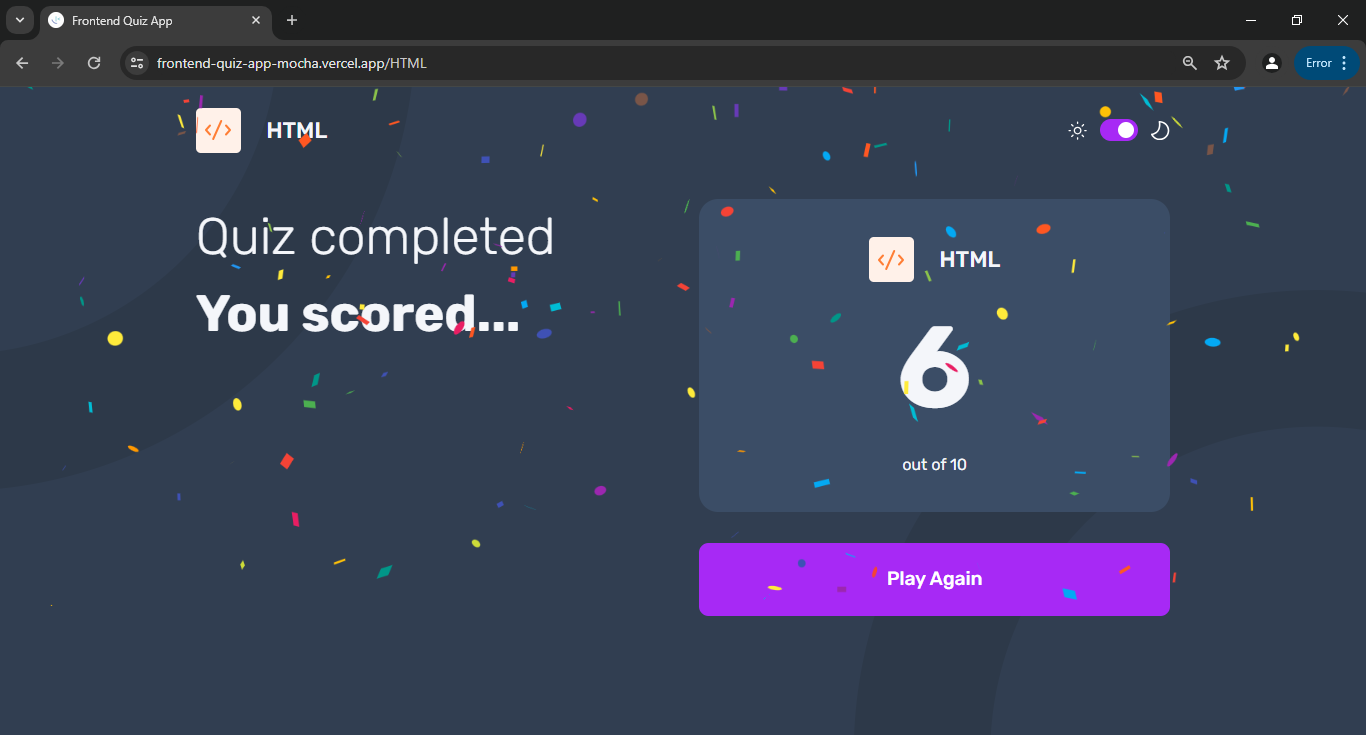 Frontend Quiz App
frontend-quiz-app-mocha.vercel.app/HTML
Error
</> HTML
Quiz completed
You scored...
</> HTML
6
out of 10
Play Again